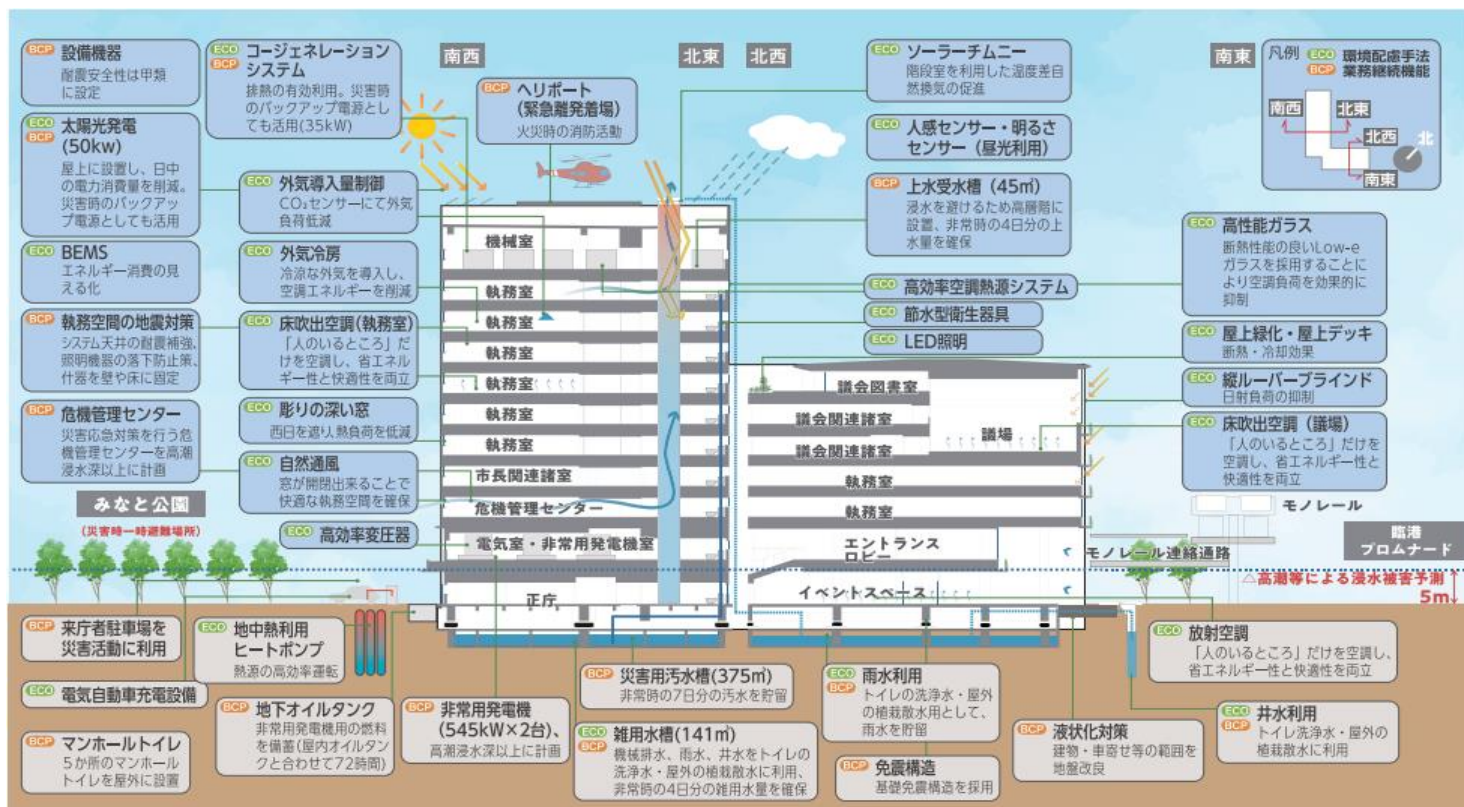 BCP 設備機器
耐震安全性は甲類
に設定
ECO BCP 太陽光発電
(50kw)
屋上に設置し、日中
の電力消費量を削減。
災害時のバックアッ
プ電源としても活用
ECO BEMS
エネルギー消費の見
える化
BCP 執務空間の地震対策
システム天井の耐震補強、
照明機器の落下防止策、
什器を壁や床に固定
BCP 危機管理センター
災害応急対策を行う危
機管理センターを高潮
浸水深以上に計画
みなと公園
(災害時一時避難場所)
ECO BCP コージェネレーション
システム
排熱の有効利用。災害時
のバックアップ電源とし
ても活用(35kW)
ECO 外気導入量制御
CO₂センサーにて外気
負荷低減
ECO 外気冷房
冷涼な外気を導入し、
空調エネルギーを削減
ECO 床吹出空調(執務室)
「人のいるところ」だ
けを空調し、省エネル
ギー性と快適性を両立
ECO 彫りの深い窓
西日を遮り、熱負荷を低減
ECO 自然通風
窓が開閉出来ることで
快適な執務空間を確保
ECO 高効率変圧器
南西
北東
北西
南東
BCP ヘリポート
(緊急離発着場)
火災時の消防活動
機械室
執務室
執務室
執務室
執務室
執務室
執務室
市長関連諸室
危機管理センター
電気室・非常用発電機室
正庁
ECO ソーラーチムニー
階段室を利用した温度差自
然換気の促進
ECO 人感センサー・明るさ
センサー(昼光利用)
BCP 上水受水槽(45㎥)
浸水を避けるため高層階に
設置、非常時の4日分の上
水量を確保
ECO 高効率空調熱源システム
ECO 節水型衛生器具
ECO LED照明
議会図書室
議会関連諸室
議場
議会関連諸室
執務室
執務室
エントランス
ロビー
イベントスペース
凡例 ECO 環境配慮手法
BCP 業務継続機能
南西
北東
北西
北
南東
ECO 高性能ガラス
断熱性能の良いLow-e
ガラスを採用することに
より空調負荷を効果的に
抑制
ECO 屋上緑化・屋上デッキ
断熱・冷却効果
ECO 縦ルーバーブラインド
日射負荷の抑制
ECO 床吹出空調(議場)
「人のいるところ」だけを
空調し、省エネルギー性と
快適性を両立
モノレール
モノレール連絡通路
臨港
プロムナード
△高潮等による浸水被害予測
5m
BCP 来庁者駐車場を
災害活動に利用
ECO 電気自動車充電設備
BCP マンホールトイレ
5か所のマンホール
トイレを屋外に設置
ECO 地中熱利用
ヒートポンプ
熱源の高効率運転
BCP 地下オイルタンク
非常用発電機用の燃料
を備蓄(屋内オイルタン
クと合わせて72時間)
BCP 非常用発電機
(545kW×2台)、
高潮浸水深以上に計画
BCP 災害用汚水槽(375㎥)
非常時の7日分の汚水を貯留
ECO BCP 雑用水槽(141㎥)
機械排水、雨水、井水をトイレの
洗浄水・屋外の植栽散水に利用、
非常時の4日分の雑用水量を確保
ECO BCP 雨水利用
トイレの洗浄水・屋外
の植栽散水用として、
雨水を貯留
BCP 免震構造
基礎免震構造を採用
BCP 液状化対策
建物・車寄せ等の範囲を
地盤改良
ECO 放射空調
「人のいるところ」だけを空調し、
省エネルギー性と快適性を両立
ECO BCP 井水利用
トイレ洗浄水・屋外の
植栽散水に利用